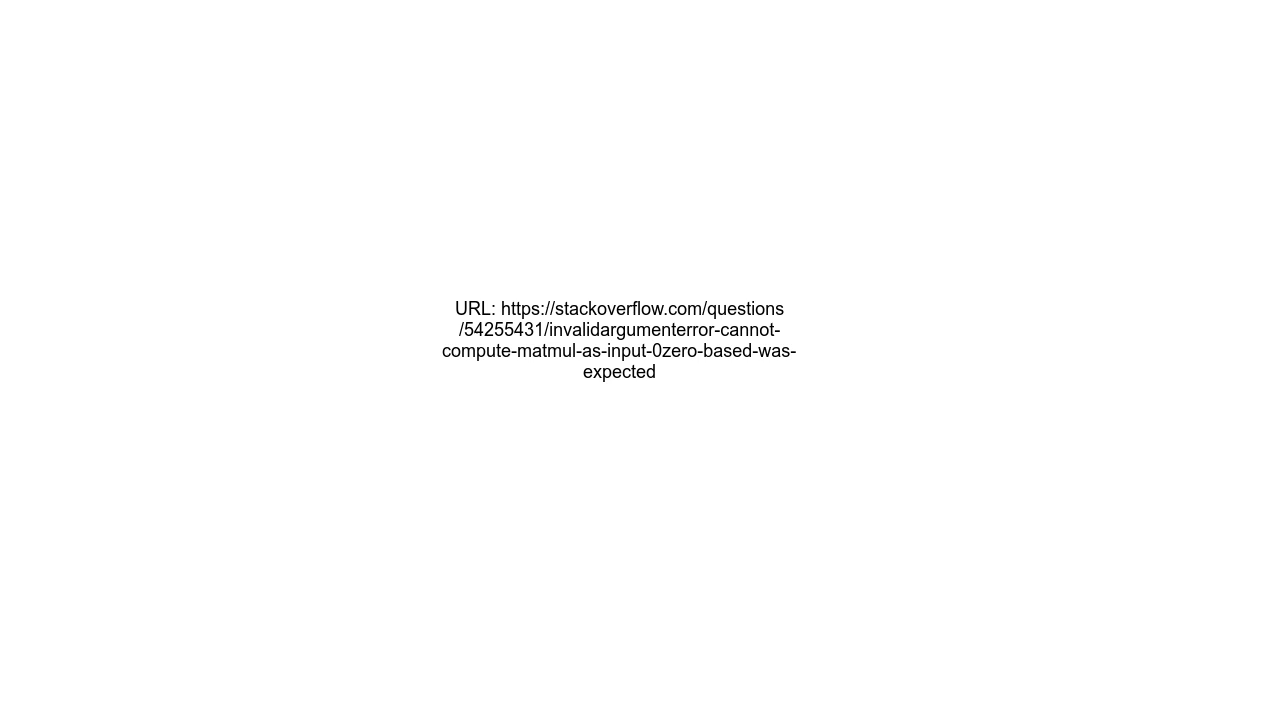 URL: https://stackoverflow.com/questions
/54255431/invalidargumenterror-cannot-
compute-matmul-as-input-0zero-based-was-
expected